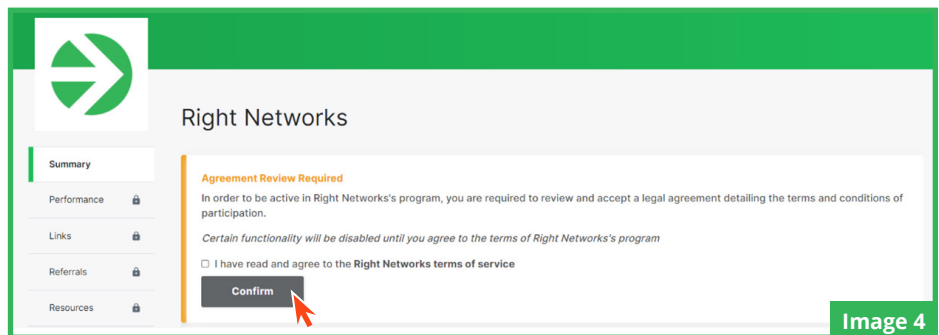 Right Networks
Summary
Performance
Links
Referrals
Resources
Agreement Review Required
In order to be active in Right Networks's program, you are required to review and accept a legal agreement detailing the terms and conditions of
participation.
Certain functionality will be disabled until you agree to the terms of Right Networks's program
I have read and agree to the Right Networks terms of service
Confirm
Image 4